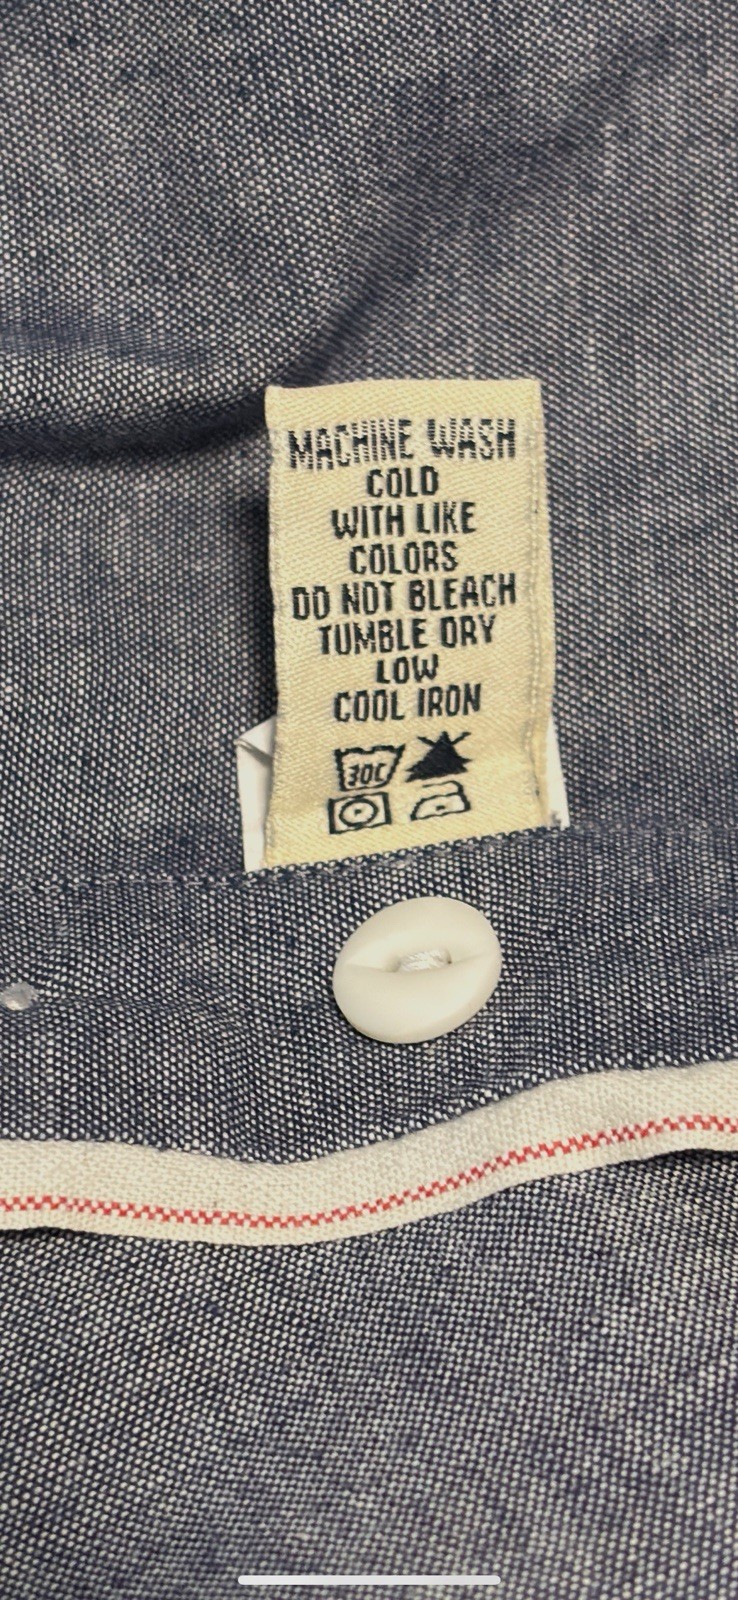 MACHINE WASH
COLD
WITH LIKE
COLORS
DO NOT BLEACH
TUMBLE DRY
LOW
COOL IRON
30C